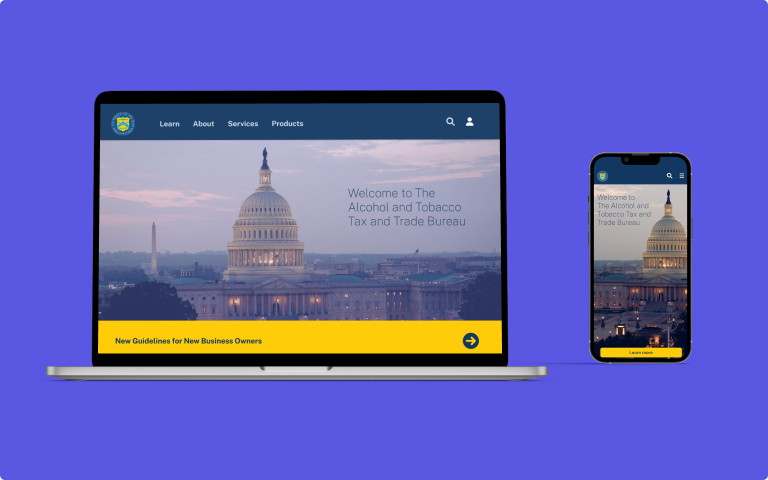 Learn About Services Products
Welcome to The
Alcohol and Tobacco
Tax and Trade Bureau
New Guidelines for New Business Owners
Welcome to
The Alcohol and
Tobacco Tax and
Trade Bureau
Learn more